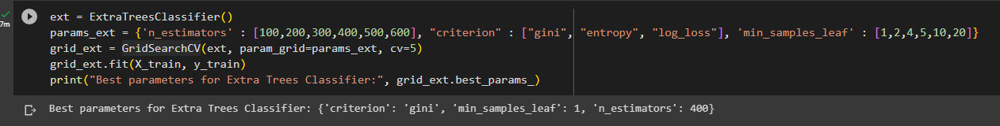 ext = ExtraTreesClassifier()
7m
params_ext = {'n_estimators' : [100,200,300,400,500,600], "criterion" : ["gini", "entropy", "log_loss"], 'min_samples_leaf' : [1,2,4,5,10,20]}
grid_ext = GridSearchCV(ext, param_grid=params_ext, cv=5)
grid_ext.fit(X_train, y_train)
print("Best parameters for Extra Trees Classifier:", grid_ext.best_params_)
Best parameters for Extra Trees Classifier: {'criterion': 'gini', 'min_samples_leaf': 1, 'n_estimators': 400}